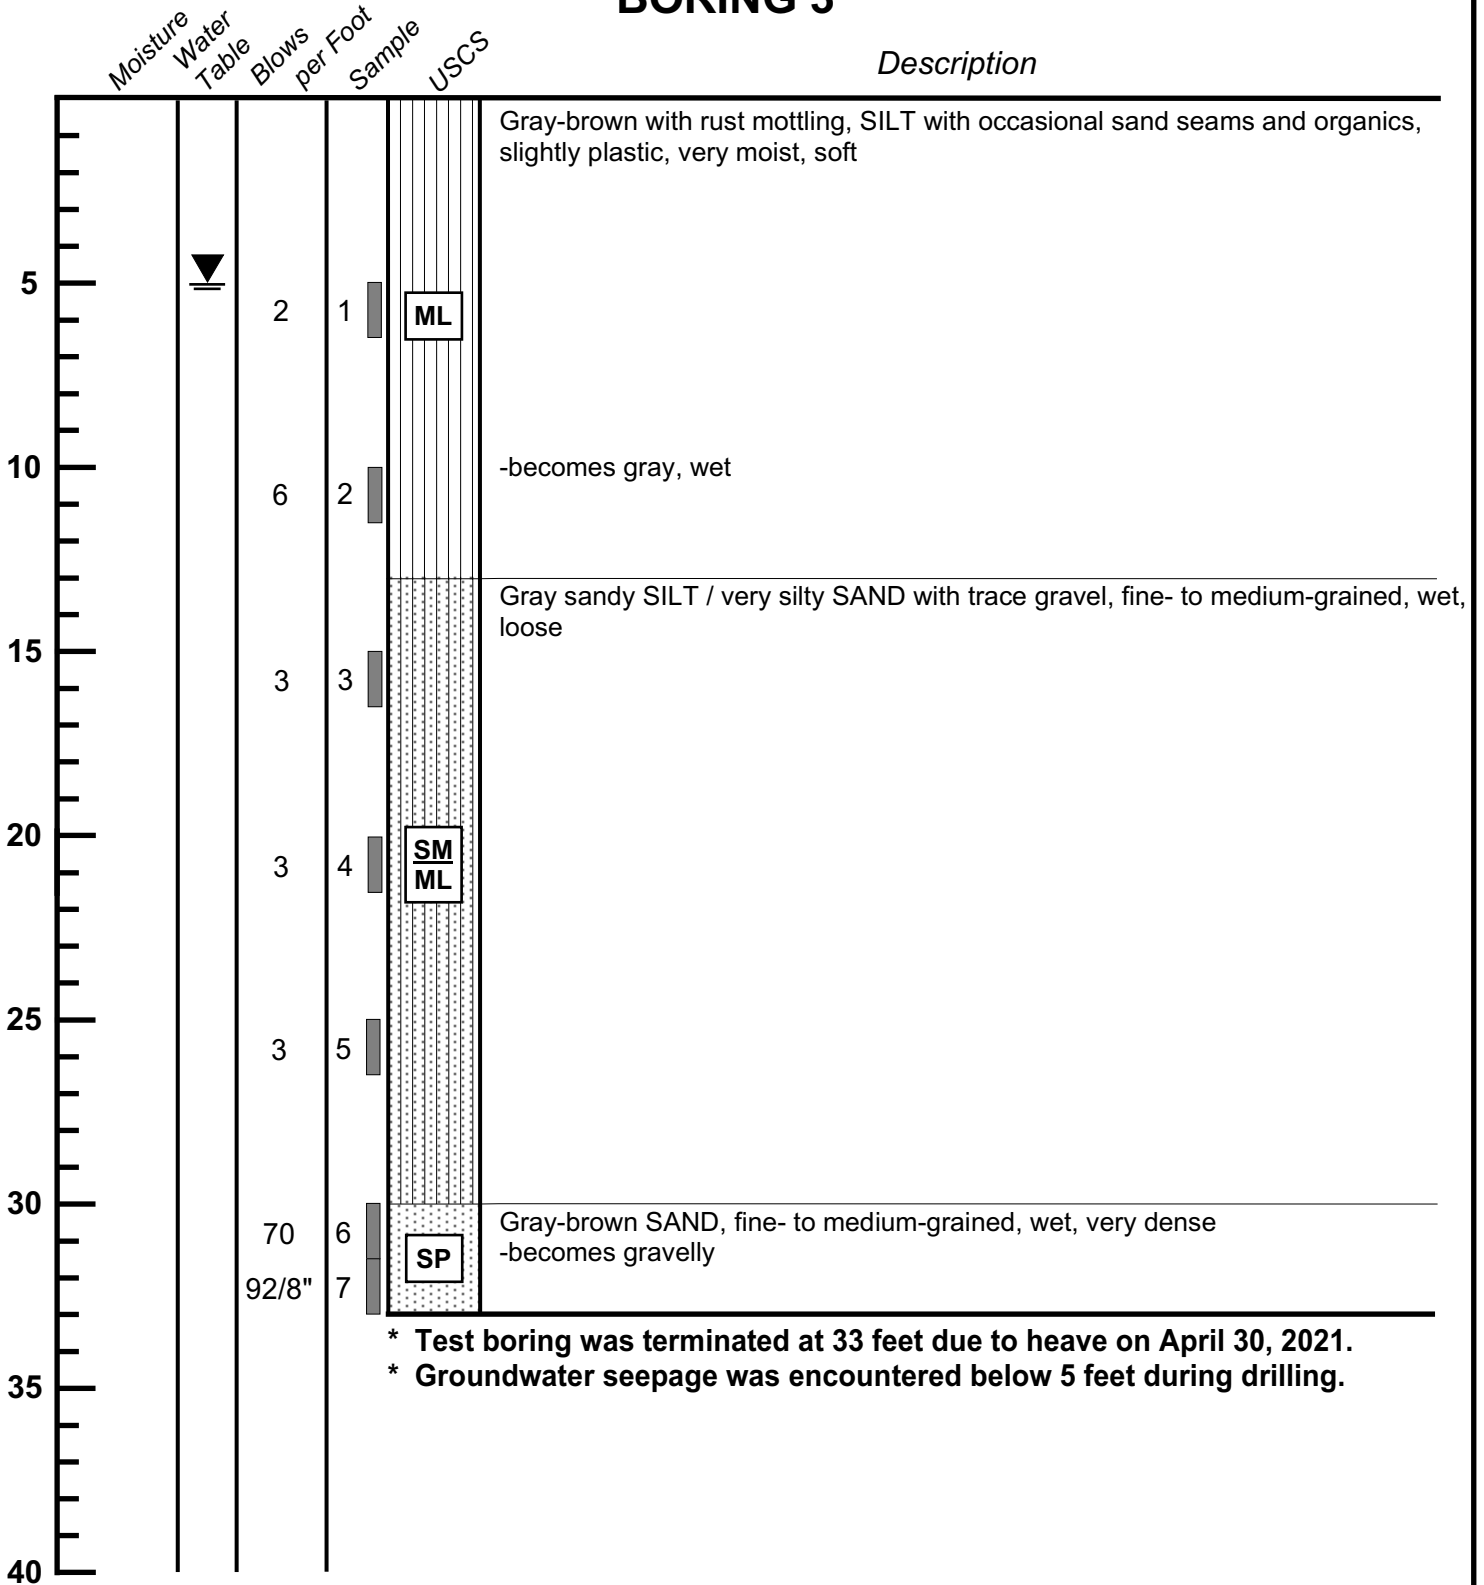 BORING 3
Moisture
Water
Table
Blows
per Foot
Sample
USCS
Description
Gray-brown with rust mottling, SILT with occasional sand seams and organics,
slightly plastic, very moist, soft
5
2 1 ML
10 -becomes gray, wet
6 2
Gray sandy SILT / very silty SAND with trace gravel, fine- to medium-grained, wet,
loose
15
3 3
20
SM
3 4
ML
25
3 5
30
Gray-brown SAND, fine- to medium-grained, wet, very dense
70 6
-becomes gravelly
SP
92/8" 7
* Test boring was terminated at 33 feet due to heave on April 30, 2021.
* Groundwater seepage was encountered below 5 feet during drilling.
35
40